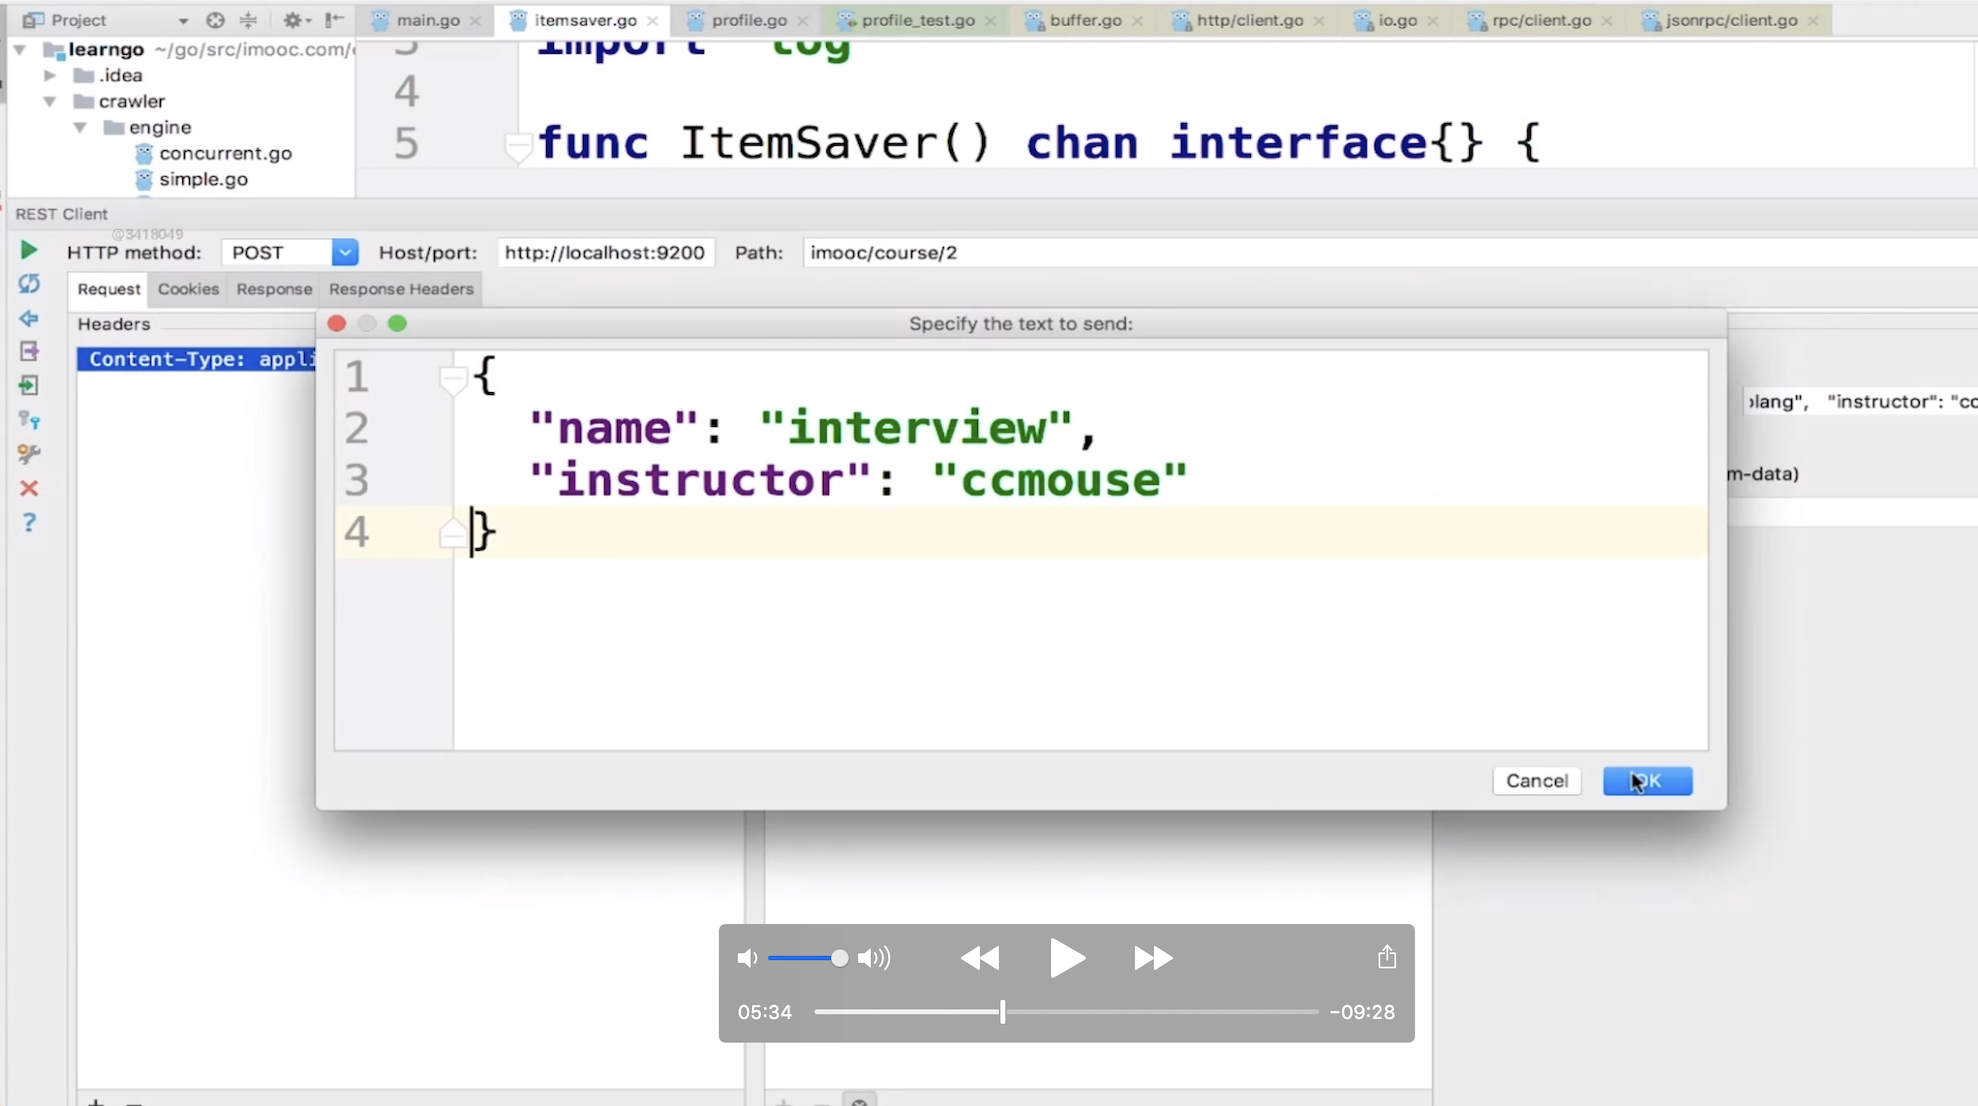 Project
main.go
itemsaver.go
profile.go
profile_test.go
buffer.go
http/client.go
io.go
rpc/client.go
jsonrpc/client.go
learngo ~/go/src/imooc.com/
.idea
crawler
engine
concurrent.go
simple.go
3 import "log
4
5 func ItemSaver() chan interface{} {
REST Client
@3418049
HTTP method: POST Host/port: http://localhost:9200 Path: imooc/course/2
Request Cookies Response Response Headers
Headers
Content-Type: appli
Specify the text to send:
1 {
2 "name": "interview",
3 "instructor": "ccmouse"
4 }
lang", "instructor": "cc
m-data)
Cancel OK
05:34 -09:28